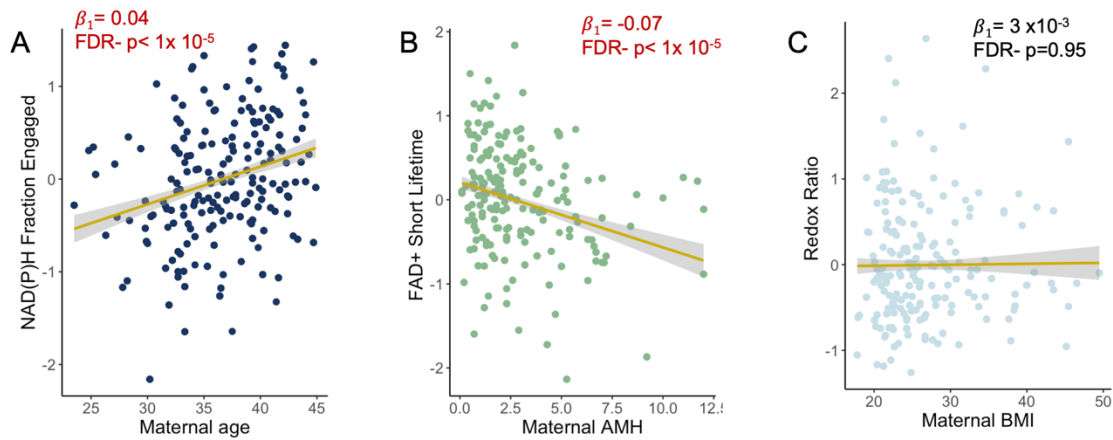 A
β₁= 0.04
FDR- p< 1x 10⁻⁵
NAD(P)H Fraction Engaged
1
0
-1
-2
25 30 35 40 45
Maternal age
B
β₁= -0.07
FDR- p< 1x 10⁻⁵
FAD+ Short Lifetime
2
1
0
-1
-2
0.0 2.5 5.0 7.5 10.0 12.5
Maternal AMH
C
β₁= 3 x10⁻³
FDR- p=0.95
Redox Ratio
2
1
0
-1
20 30 40 50
Maternal BMI